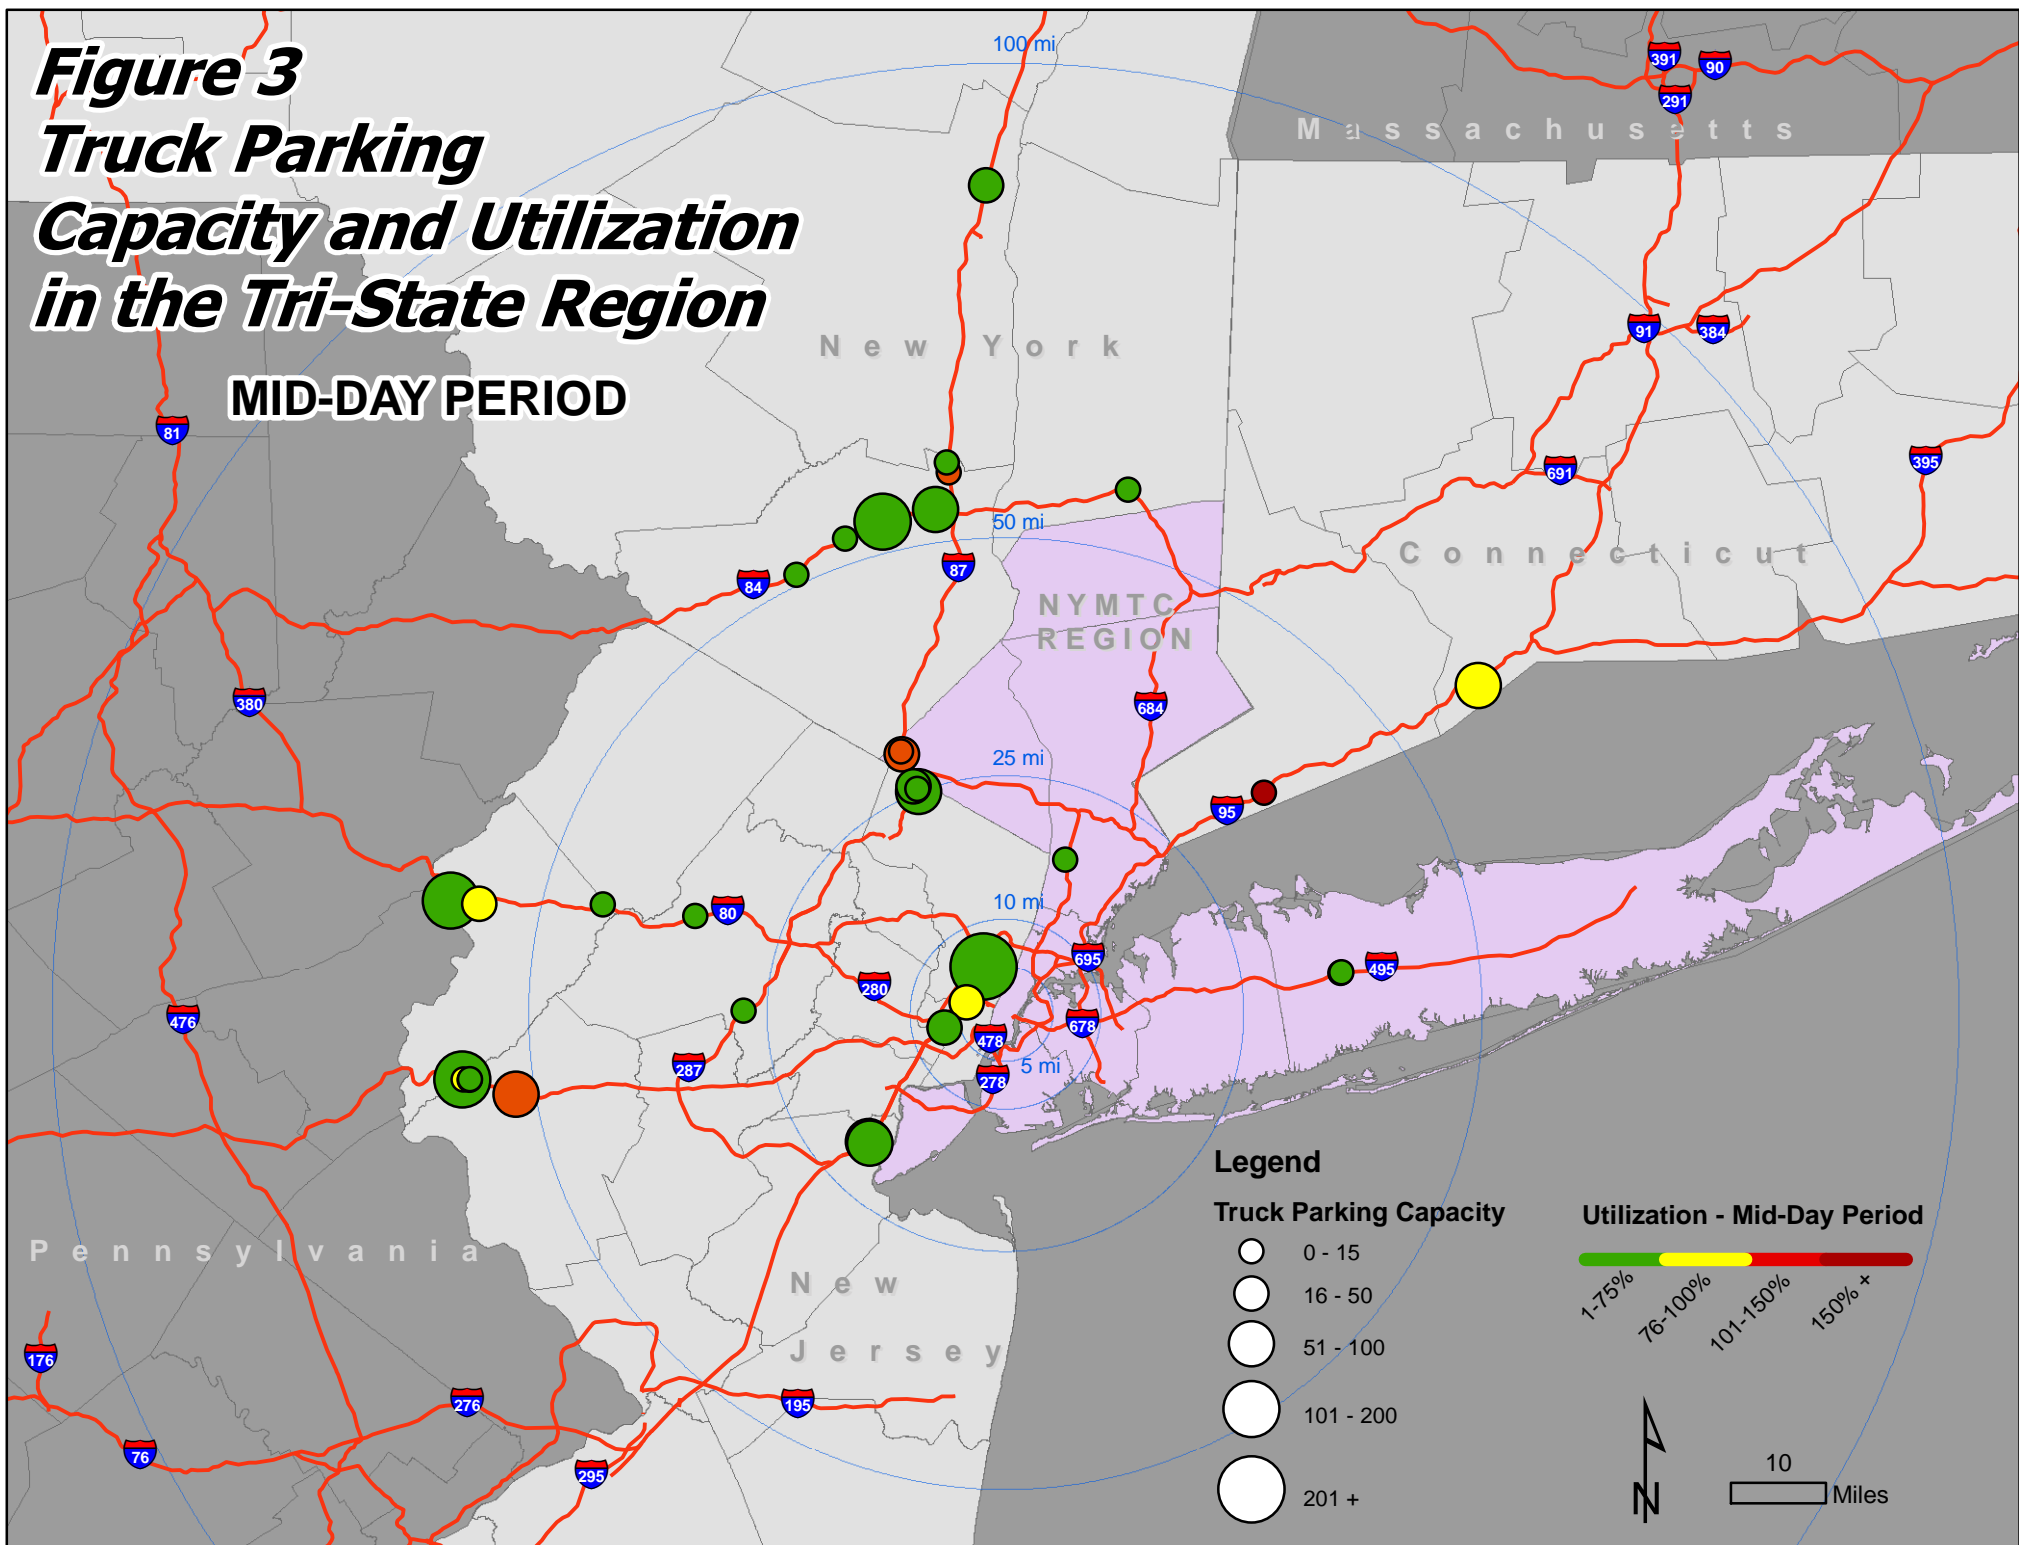 Figure 3
Truck Parking
Capacity and Utilization
in the Tri-State Region
MID-DAY PERIOD
100 mi
391
90
291
Massachusetts
New York
91
384
81
691
395
50 mi
Connecticut
87
84
NYMTC
REGION
380
684
25 mi
95
10 mi
80
695
495
280
476
678
478
287
5 mi
278
Pennsylvania
New
Jersey
176
276
195
76
295
Legend
Truck Parking Capacity
0 - 15
16 - 50
51 - 100
101 - 200
201 +
Utilization - Mid-Day Period
1-75%
76-100%
101-150%
150% +
N
10
Miles